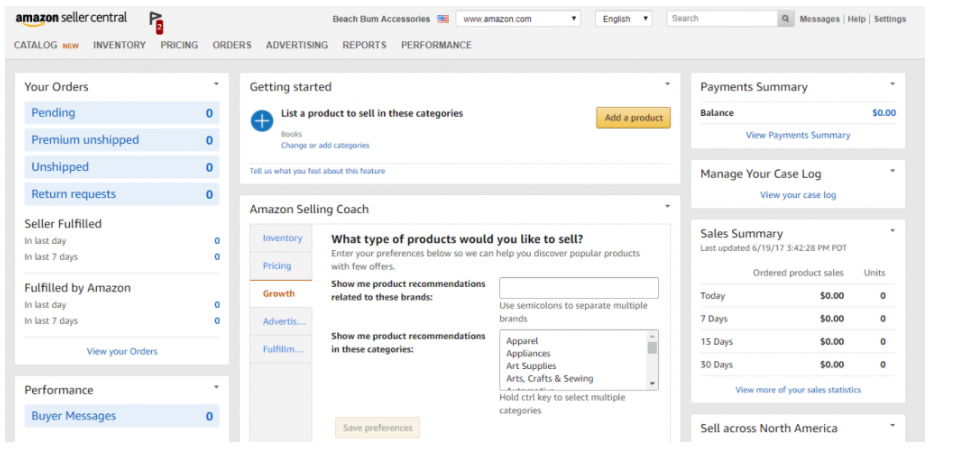 amazon seller central
2
Beach Bum Accessories
www.amazon.com
English
Search
Messages | Help | Settings
CATALOG NEW INVENTORY PRICING ORDERS ADVERTISING REPORTS PERFORMANCE
Your Orders
Pending 0
Premium unshipped 0
Unshipped 0
Return requests 0
Seller Fulfilled
In last day 0
In last 7 days 0
Fulfilled by Amazon
In last day 0
In last 7 days 0
View your Orders
Performance
Buyer Messages 0
Getting started
List a product to sell in these categories
Add a product
Books
Change or add categories
Tell us what you feel about this feature
Amazon Selling Coach
Inventory
Pricing
Growth
Advertis...
Fulfillm...
What type of products would you like to sell?
Enter your preferences below so we can help you discover popular products
with few offers.
Show me product recommendations
related to these brands:
Use semicolons to separate multiple
brands
Show me product recommendations
in these categories:
Apparel
Appliances
Art Supplies
Arts, Crafts & Sewing
Hold ctrl key to select multiple
categories
Save preferences
Payments Summary
Balance $0.00
View Payments Summary
Manage Your Case Log
View your case log
Sales Summary
Last updated 6/19/17 3:42:28 PM PDT
Ordered product sales Units
Today $0.00 0
7 Days $0.00 0
15 Days $0.00 0
30 Days $0.00 0
View more of your sales statistics
Sell across North America